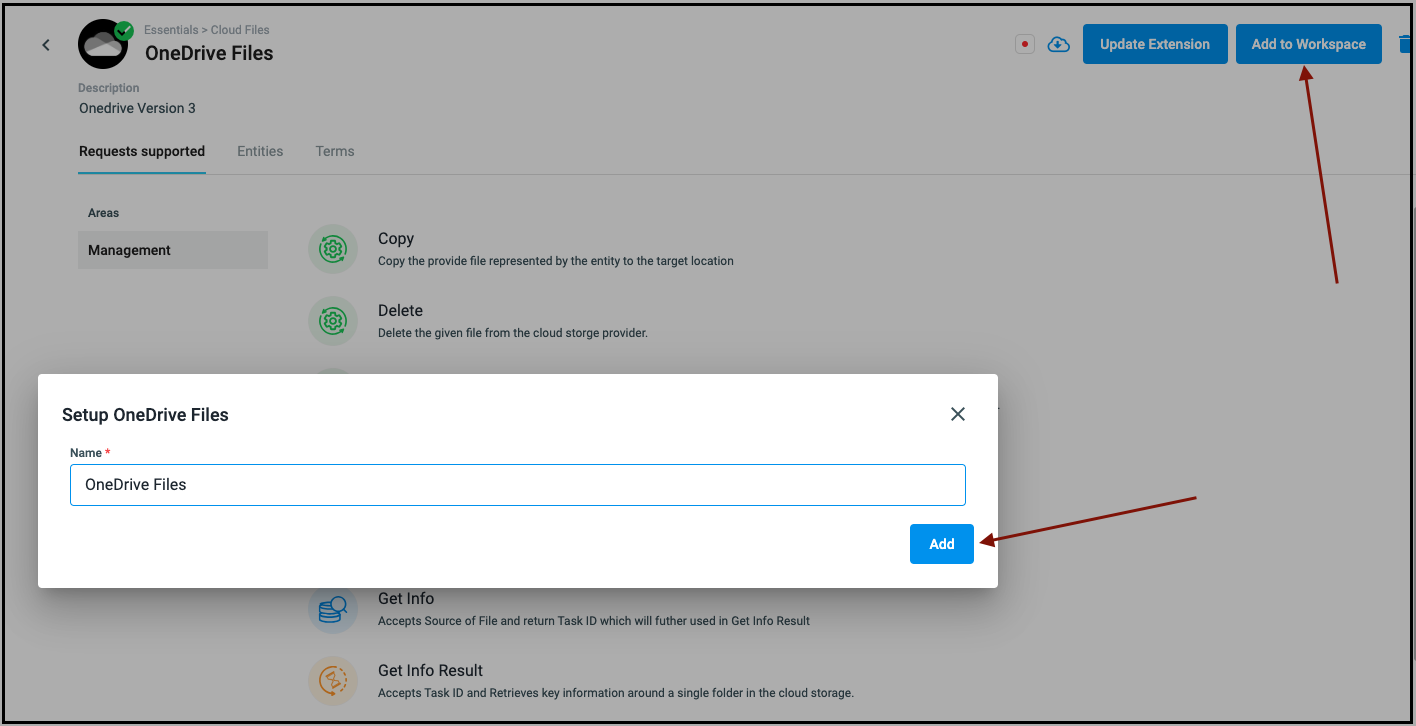 Essentials > Cloud Files
OneDrive Files
Update Extension
Add to Workspace
Description
Onedrive Version 3
Requests supported
Entities
Terms
Areas
Management
Copy
Copy the provide file represented by the entity to the target location
Delete
Delete the given file from the cloud storge provider.
Setup OneDrive Files
Name *
OneDrive Files
Add
Get Info
Accepts Source of File and return Task ID which will futher used in Get Info Result
Get Info Result
Accepts Task ID and Retrieves key information around a single folder in the cloud storage.